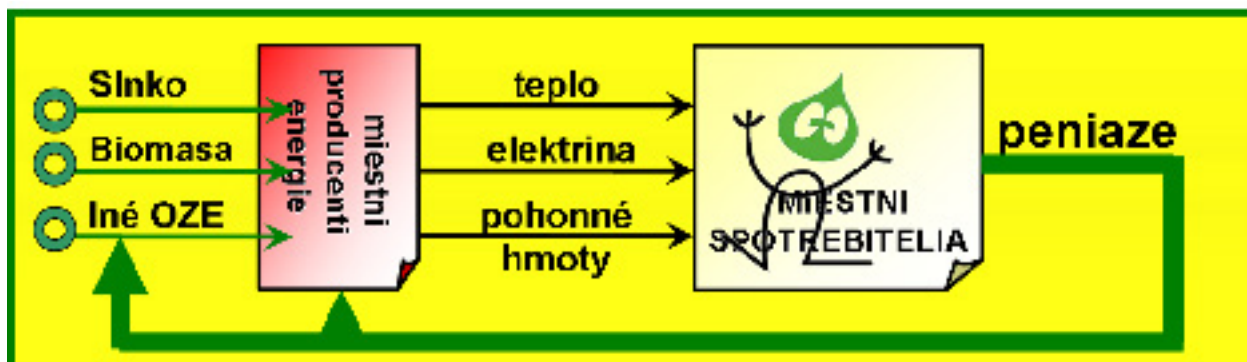 Slnko
Biomasa
Iné OZE
miestni
producenti
energie
teplo
elektrina
pohonné
hmoty
MIESTNI
SPOTREBITELIA
peniaze